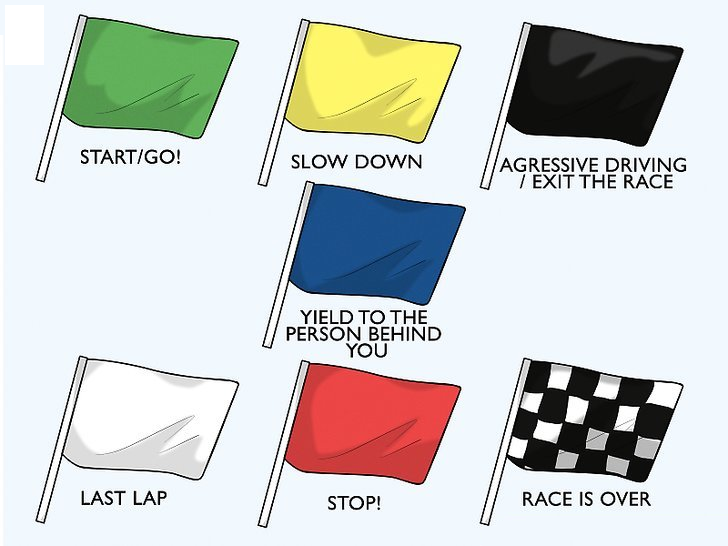 START/GO!
SLOW DOWN
AGRESSIVE DRIVING
/ EXIT THE RACE
YIELD TO THE
PERSON BEHIND
YOU
LAST LAP
STOP!
RACE IS OVER